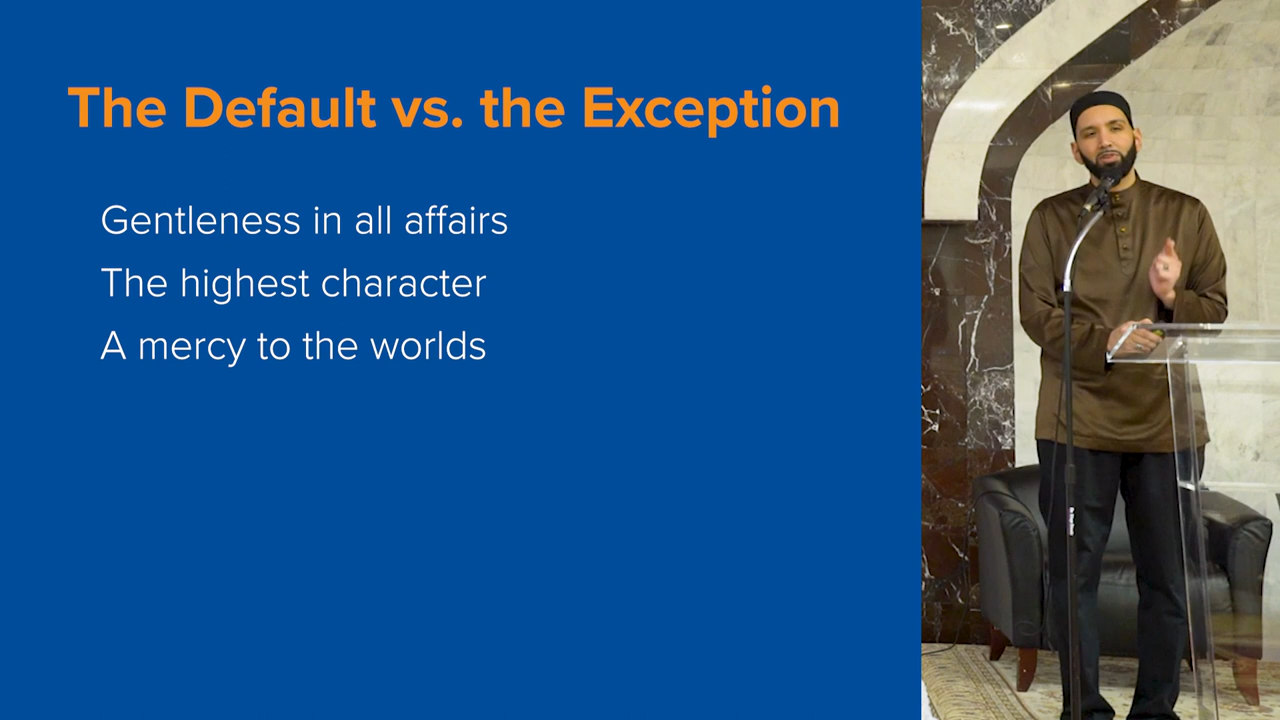 The Default vs. the Exception
Gentleness in all affairs
The highest character
A mercy to the worlds